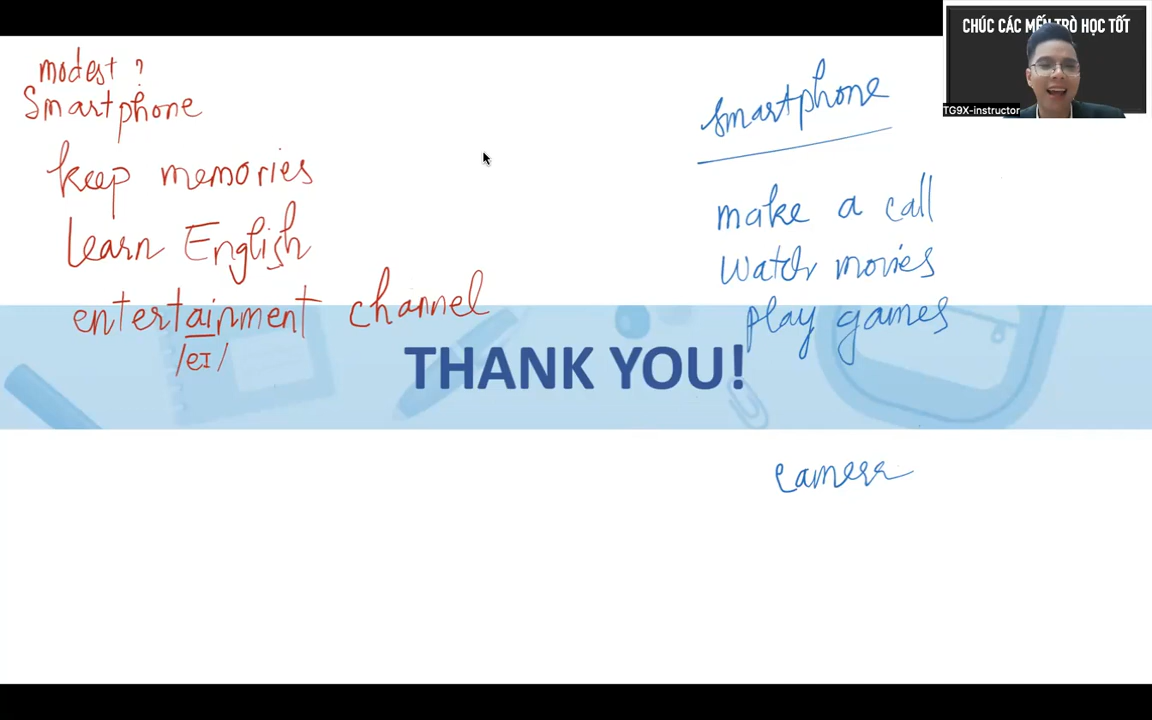 modest ?
Smartphone
keep memories
learn English
entertainment channel
/eɪ/
smartphone
make a call
watch movies
play games
THANK YOU!
camera
CHÚC CÁC MẾN TRÒ HỌC TỐT
TG9X-instructor